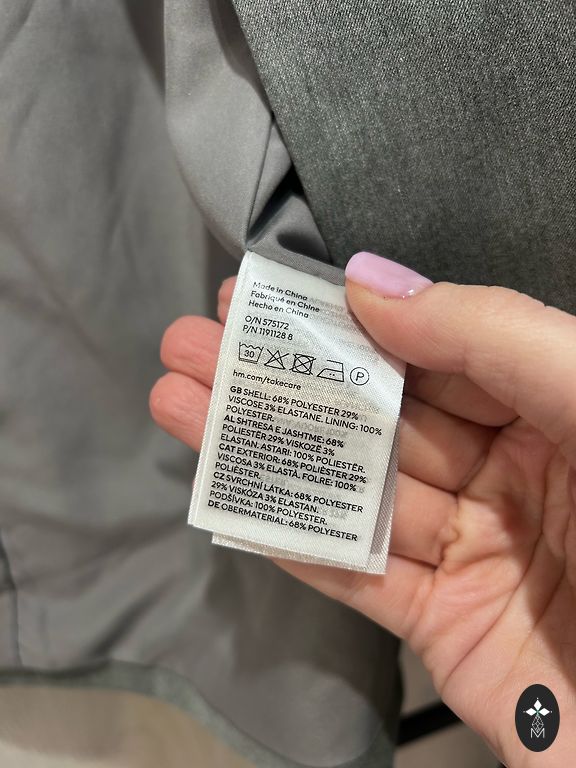 Made in China
Fabriqué en Chine
Hecho en China
O/N 575172
P/N 1191128 8
30
P
hm.com/takecare
GB SHELL: 68% POLYESTER 29%
VISCOSE 3% ELASTANE. LINING: 100%
POLYESTER.
AL SHTRESA E JASHTME: 68%
POLIESTËR 29% VISKOZË 3%
ELASTAN. ASTARI: 100% POLIESTËR.
CAT EXTERIOR: 68% POLIÈSTER 29%
VISCOSA 3% ELASTÀ. FOLRE: 100%
POLIÈSTER.
CZ SVRCHNÍ LÁTKA: 68% POLYESTER
29% VISKÓZA 3% ELASTAN.
PODŠÍVKA: 100% POLYESTER.
DE OBERMATERIAL: 68% POLYESTER
M